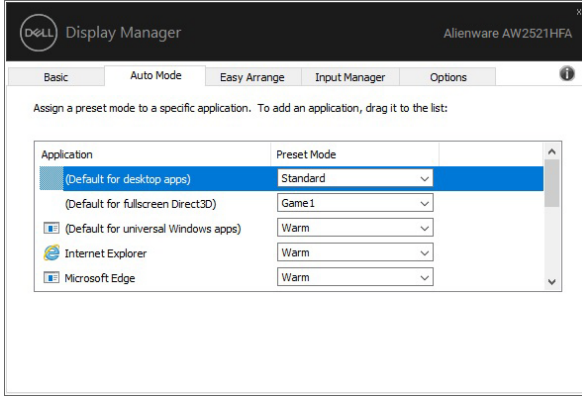 DELL Display Manager Alienware AW2521HFA
Basic Auto Mode Easy Arrange Input Manager Options
Assign a preset mode to a specific application. To add an application, drag it to the list:
Application Preset Mode
(Default for desktop apps) Standard
(Default for fullscreen Direct3D) Game1
(Default for universal Windows apps) Warm
Internet Explorer Warm
Microsoft Edge Warm